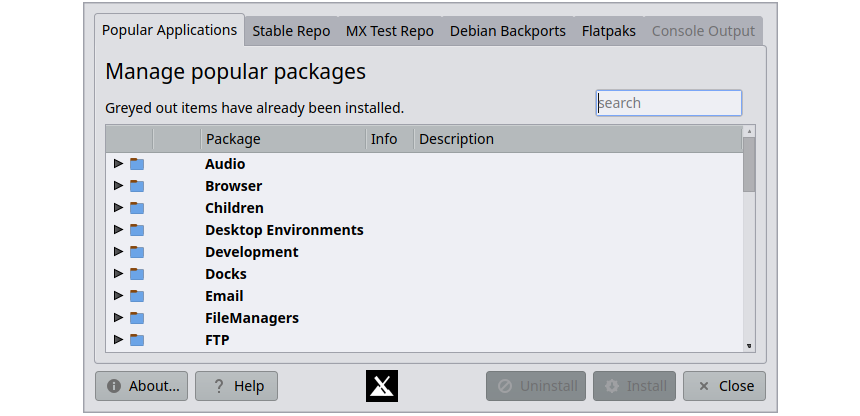 Popular Applications Stable Repo MX Test Repo Debian Backports Flatpaks Console Output
Manage popular packages
Greyed out items have already been installed.
search
Package Info Description
Audio
Browser
Children
Desktop Environments
Development
Docks
Email
FileManagers
FTP
About... Help Uninstall Install Close